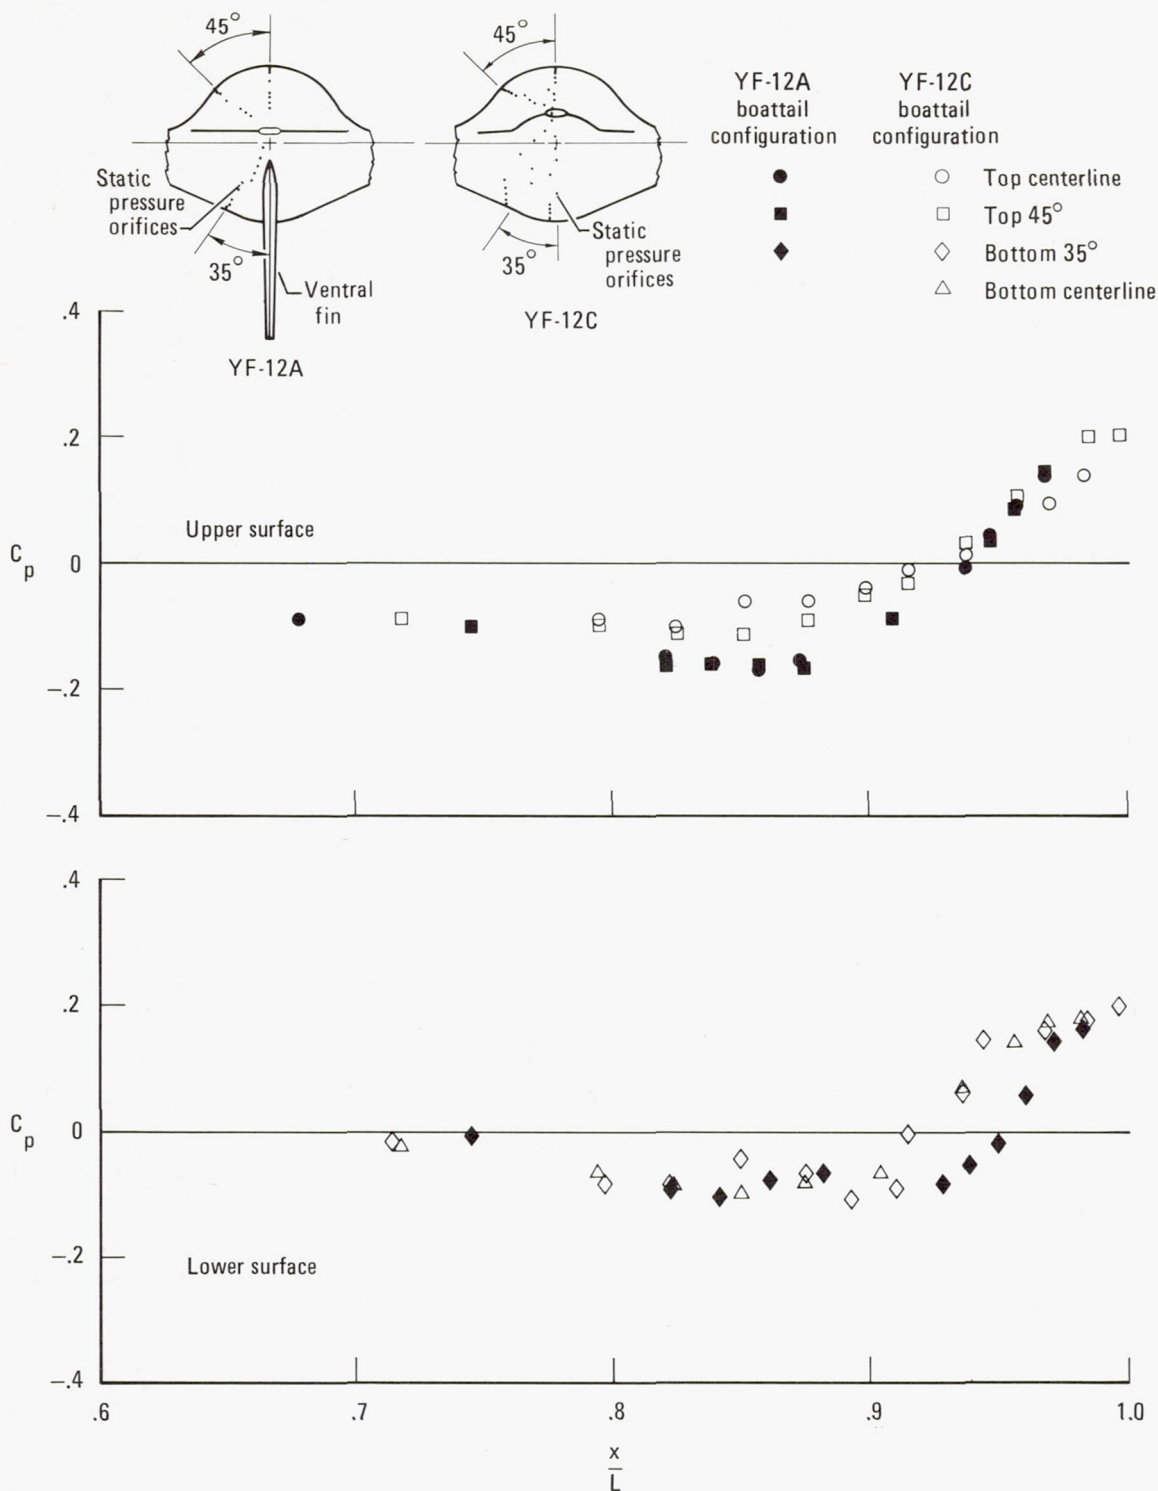 45°
45°
YF-12A
boattail
configuration
YF-12C
boattail
configuration
Static
pressure
orifices
35°
Ventral
fin
YF-12A
35°
Static
pressure
orifices
YF-12C
Top centerline
Top 45°
Bottom 35°
Bottom centerline
.4
.2
Upper surface
Cp
0
–.2
–.4
.4
.2
Cp
0
–.2
Lower surface
–.4
.6
.7
.8
.9
1.0
x
L